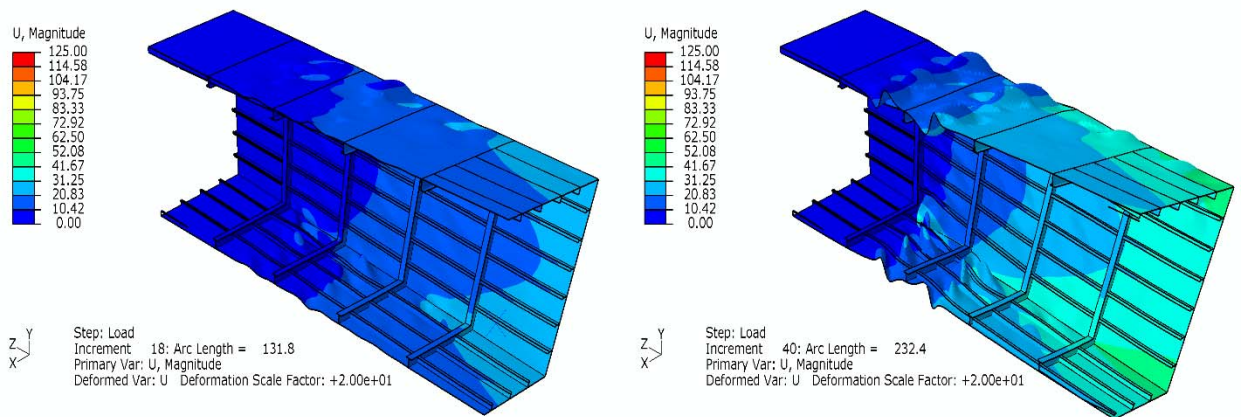 U, Magnitude
125.00
114.58
104.17
93.75
83.33
72.92
62.50
52.08
41.67
31.25
20.83
10.42
0.00
Y
Z
X
Step: Load
Increment 18: Arc Length = 131.8
Primary Var: U, Magnitude
Deformed Var: U Deformation Scale Factor: +2.00e+01
U, Magnitude
125.00
114.58
104.17
93.75
83.33
72.92
62.50
52.08
41.67
31.25
20.83
10.42
0.00
Y
Z
X
Step: Load
Increment 40: Arc Length = 232.4
Primary Var: U, Magnitude
Deformed Var: U Deformation Scale Factor: +2.00e+01